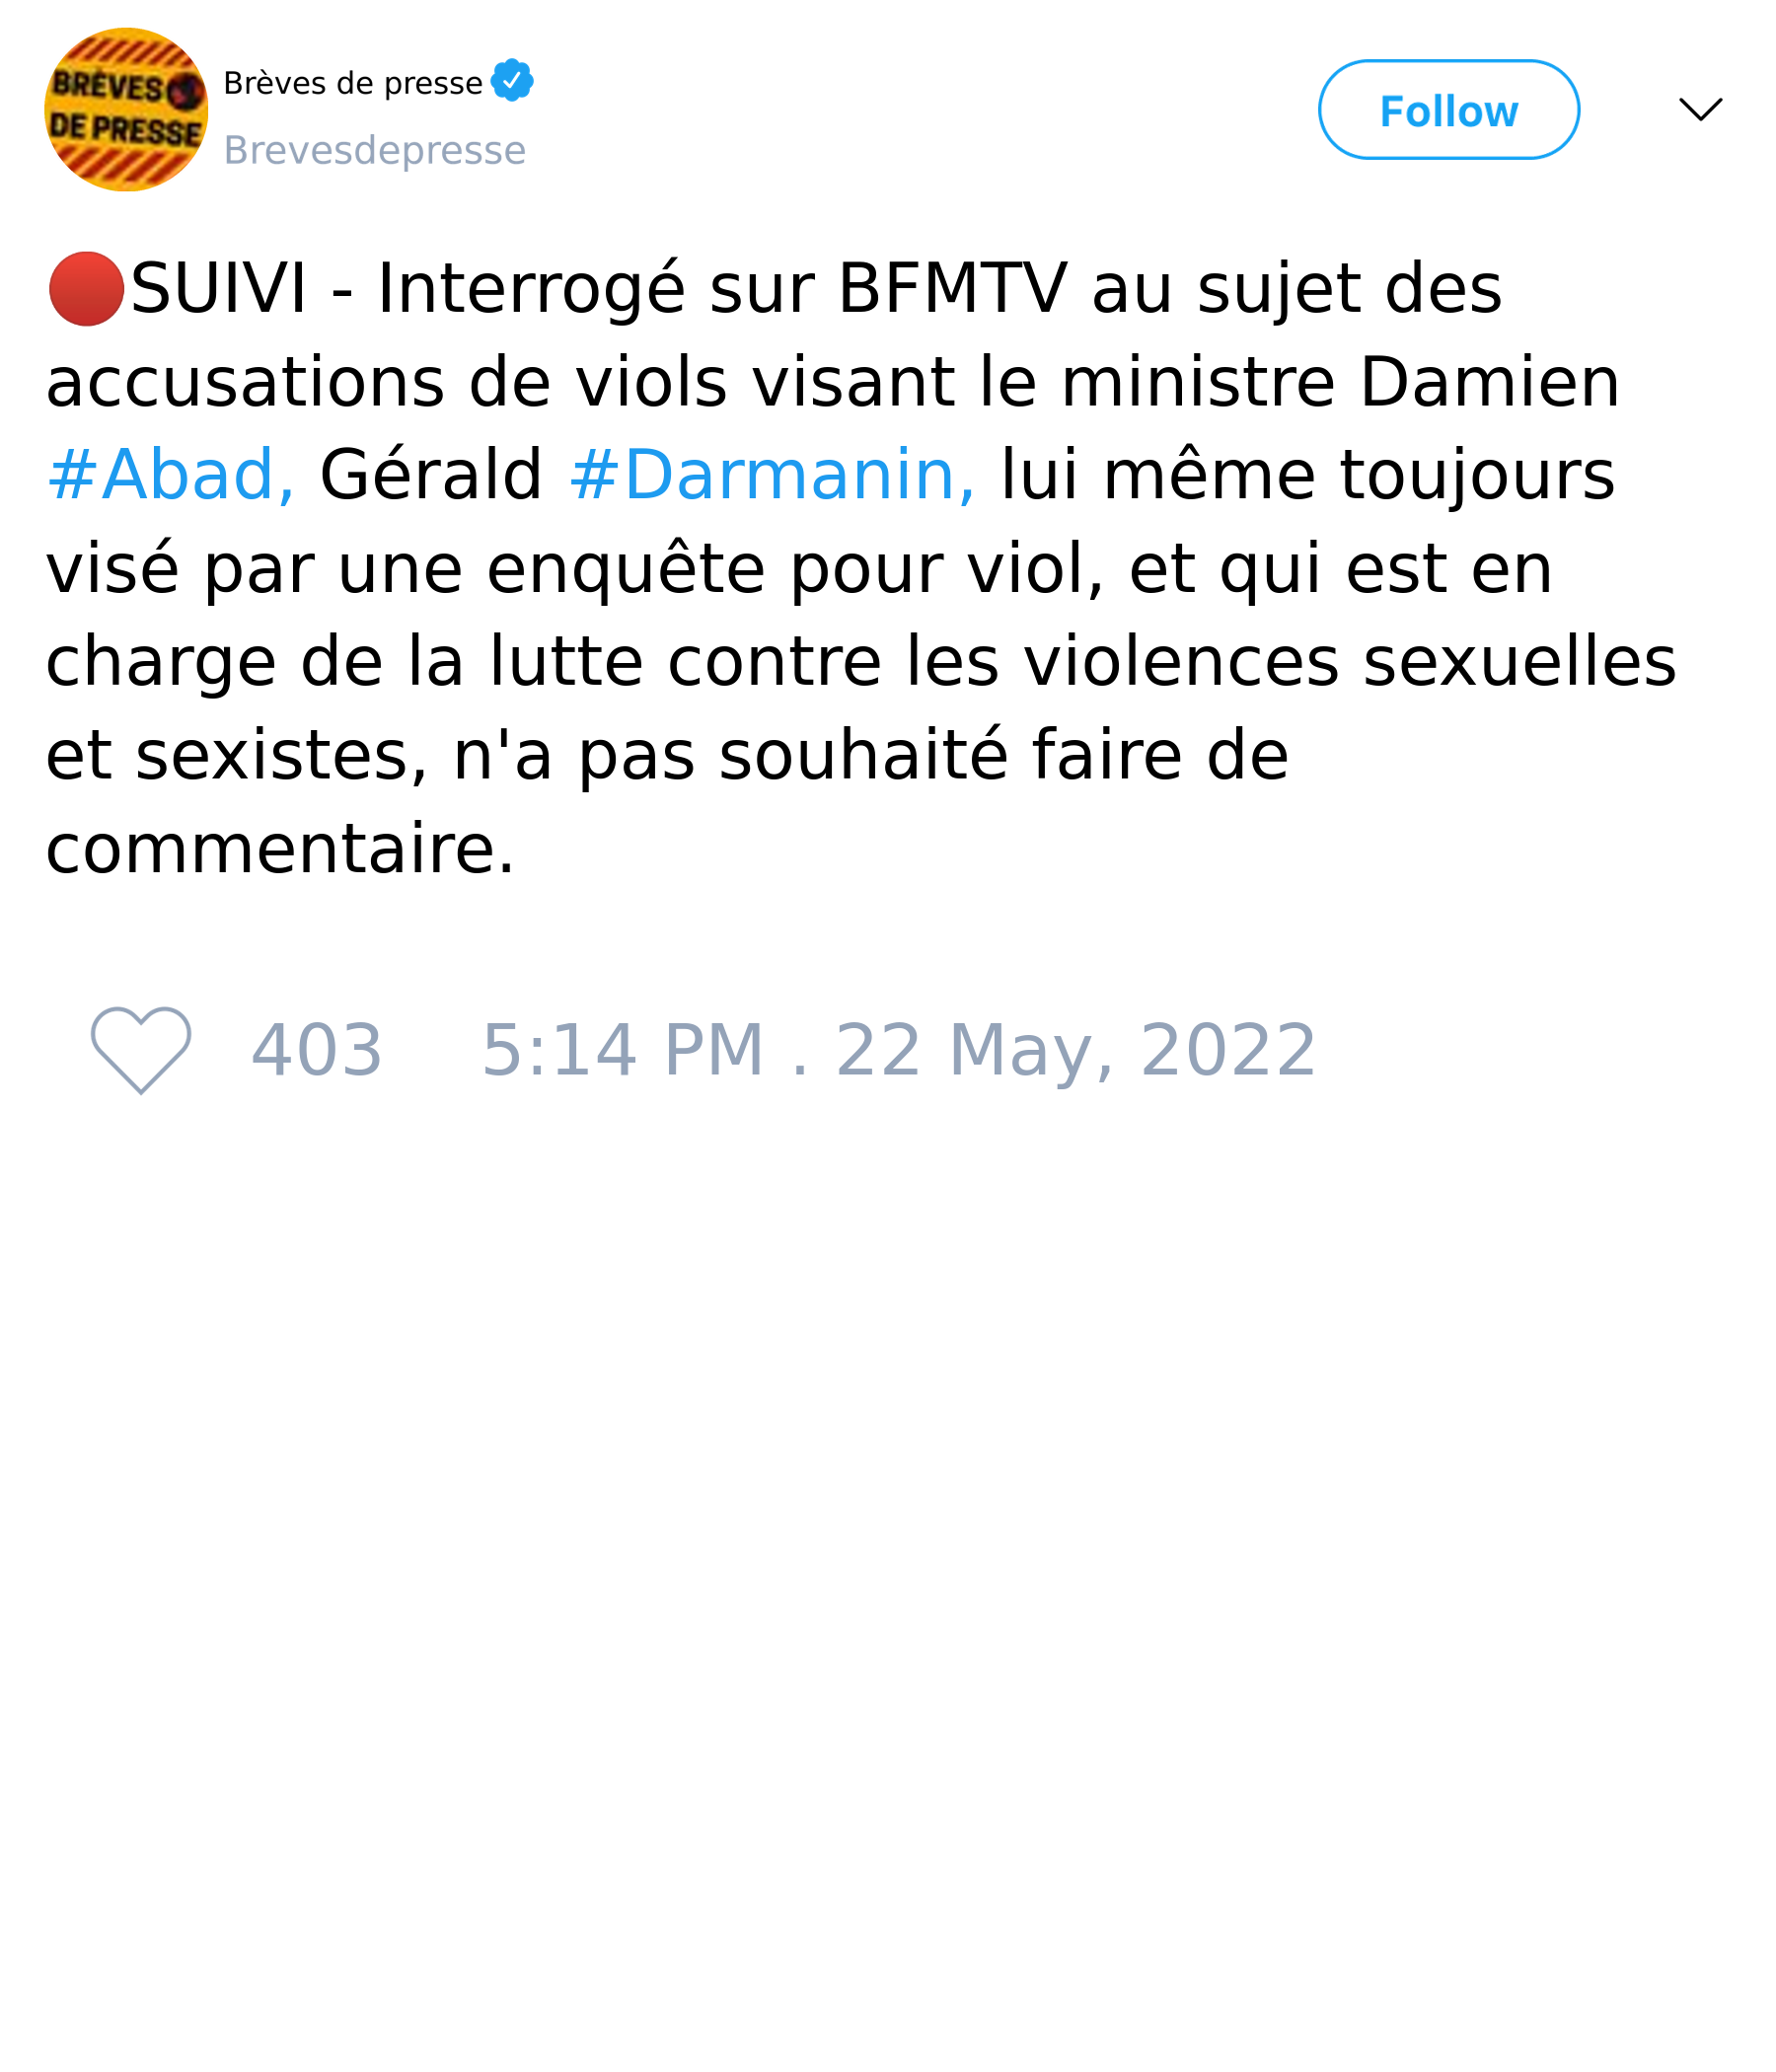 BRÈVES
DE PRESSE
Brèves de presse
Brevesdepresse
Follow
🔴SUIVI - Interrogé sur BFMTV au sujet des
accusations de viols visant le ministre Damien
#Abad, Gérald #Darmanin, lui même toujours
visé par une enquête pour viol, et qui est en
charge de la lutte contre les violences sexuelles
et sexistes, n'a pas souhaité faire de
commentaire.
403 5:14 PM . 22 May, 2022